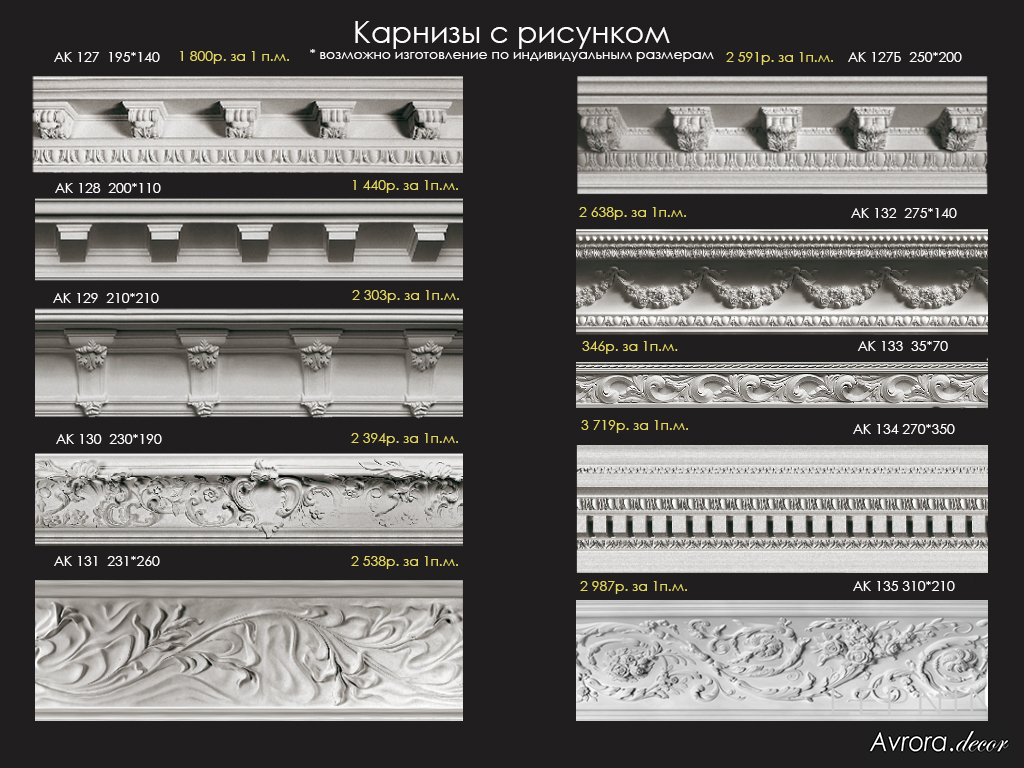 Карнизы с рисунком
* возможно изготовление по индивидуальным размерам
АК 127 195*140 1 800р. за 1 п.м.
2 591р. за 1п.м. АК 127Б 250*200
АК 128 200*110 1 440р. за 1п.м.
2 638р. за 1п.м. АК 132 275*140
АК 129 210*210 2 303р. за 1п.м.
346р. за 1п.м. АК 133 35*70
АК 130 230*190 2 394р. за 1п.м.
3 719р. за 1п.м. АК 134 270*350
АК 131 231*260 2 538р. за 1п.м.
2 987р. за 1п.м. АК 135 310*210
Avrora.decor